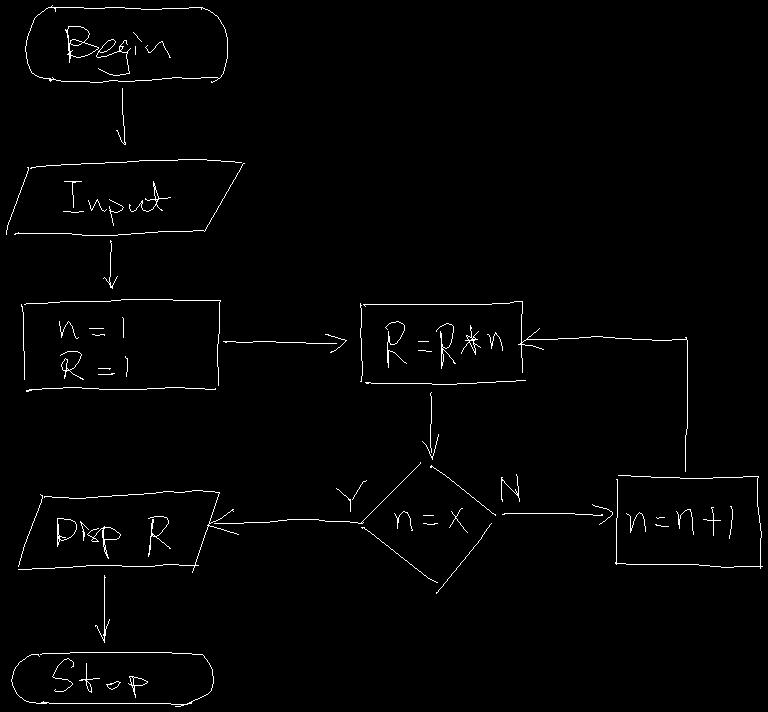 Begin
Input
n = 1
R = 1
R = R * n
Y
N
n = x
n = n + 1
Disp R
Stop